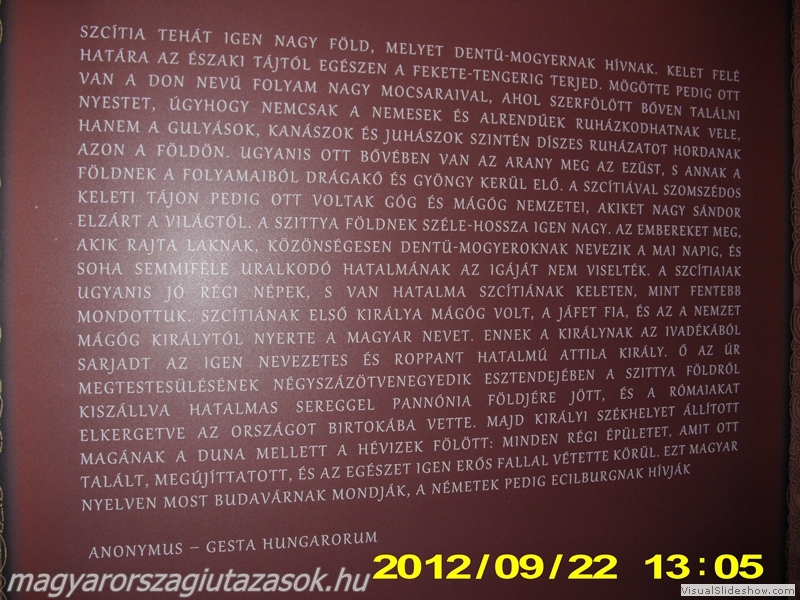 SZCÍTIA TEHÁT IGEN NAGY FÖLD, MELYET DENTÜ-MOGYERNAK HÍVNAK. KELET FELÉ
HATÁRA AZ ÉSZAKI TÁJTÓL EGÉSZEN A FEKETE-TENGERIG TERJED. MÖGÖTTE PEDIG OTT
VAN A DON NEVŰ FOLYAM NAGY MOCSARAIVAL, AHOL SZERFÖLÖTT BŐVEN TALÁLNI
NYESTET, ÚGYHOGY NEMCSAK A NEMESEK ÉS ALRENDŰEK RUHÁZKODHATNAK VELE,
HANEM A GULYÁSOK, KANÁSZOK ÉS JUHÁSZOK SZINTÉN DÍSZES RUHÁZATOT HORDANAK
AZON A FÖLDÖN. UGYANIS OTT BŐVÉBEN VAN AZ ARANY MEG AZ EZÜST, S ANNAK A
FÖLDNEK A FOLYAMAIBÓL DRÁGAKŐ ÉS GYÖNGY KERÜL ELŐ. A SZCÍTIÁVAL SZOMSZÉDOS
KELETI TÁJON PEDIG OTT VOLTAK GÓG ÉS MÁGÓG NEMZETEI, AKIKET NAGY SÁNDOR
ELZÁRT A VILÁGTÓL. A SZITTYA FÖLDNEK SZÉLE-HOSSZA IGEN NAGY. AZ EMBEREKET MEG,
AKIK RAJTA LAKNAK, KÖZÖNSÉGESEN DENTÜ-MOGYEROKNAK NEVEZIK A MAI NAPIG, ÉS
SOHA SEMMIFÉLE URALKODÓ HATALMÁNAK AZ IGÁJÁT NEM VISELTÉK. A SZCÍTIAIAK
UGYANIS JÓ RÉGI NÉPEK, S VAN HATALMA SZCÍTIÁNAK KELETEN, MINT FENTEBB
MONDOTTUK. SZCÍTIÁNAK ELSŐ KIRÁLYA MÁGÓG VOLT, A JÁFET FIA, ÉS AZ A NEMZET
MÁGÓG KIRÁLYTÓL NYERTE A MAGYAR NEVET. ENNEK A KIRÁLYNAK AZ IVADÉKÁBÓL
SARJADT AZ IGEN NEVEZETES ÉS ROPPANT HATALMÚ ATTILA KIRÁLY. Ő AZ ÚR
MEGTESTESÜLÉSÉNEK NÉGYSZÁZÖTVENEGYEDIK ESZTENDEJÉBEN A SZITTYA FÖLDRŐL
KISZÁLLVA HATALMAS SEREGGEL PANNÓNIA FÖLDJÉRE JÖTT, ÉS A RÓMAIAKAT
ELKERGETVE AZ ORSZÁGOT BIRTOKÁBA VETTE. MAJD KIRÁLYI SZÉKHELYET ÁLLÍTOTT
MAGÁNAK A DUNA MELLETT A HÉVIZEK FÖLÖTT: MINDEN RÉGI ÉPÜLETET, AMIT OTT
TALÁLT, MEGÚJÍTTATOTT, ÉS AZ EGÉSZET IGEN ERŐS FALLAL VÉTETTE KÖRÜL. EZT MAGYAR
NYELVEN MOST BUDAVÁRNAK MONDJÁK, A NÉMETEK PEDIG ECILBURGNAK HÍVJÁK
ANONYMUS – GESTA HUNGARORUM
2012/09/22 13:05
magyarorszagiutazasok.hu
VisualSlideshow.com